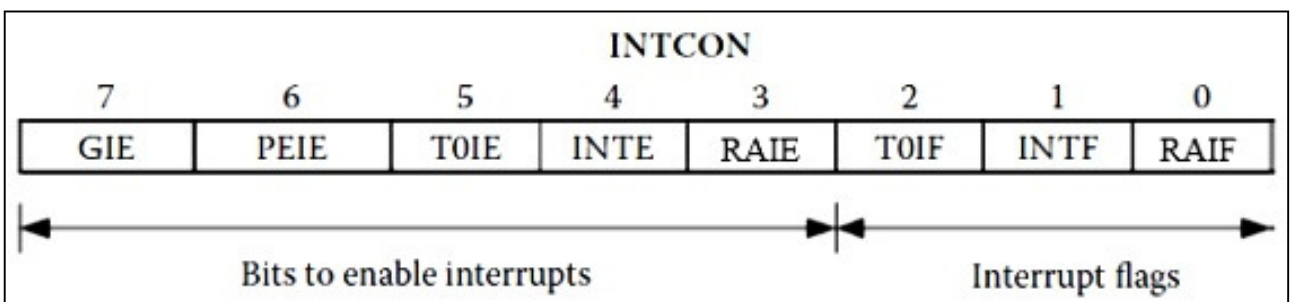 INTCON
7 6 5 4 3 2 1 0
GIE PEIE T0IE INTE RAIE T0IF INTF RAIF
Bits to enable interrupts Interrupt flags